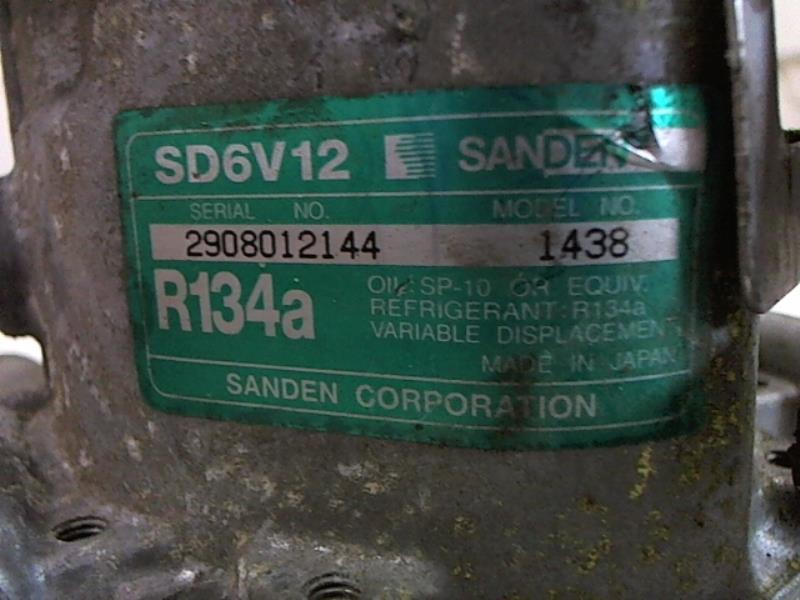 SD6V12 SANDEN
SERIAL NO. MODEL NO.
2908012144 1438
R134a
OIL: SP-10 OR EQUIV.
REFRIGERANT: R134a
VARIABLE DISPLACEMENT
MADE IN JAPAN
SANDEN CORPORATION